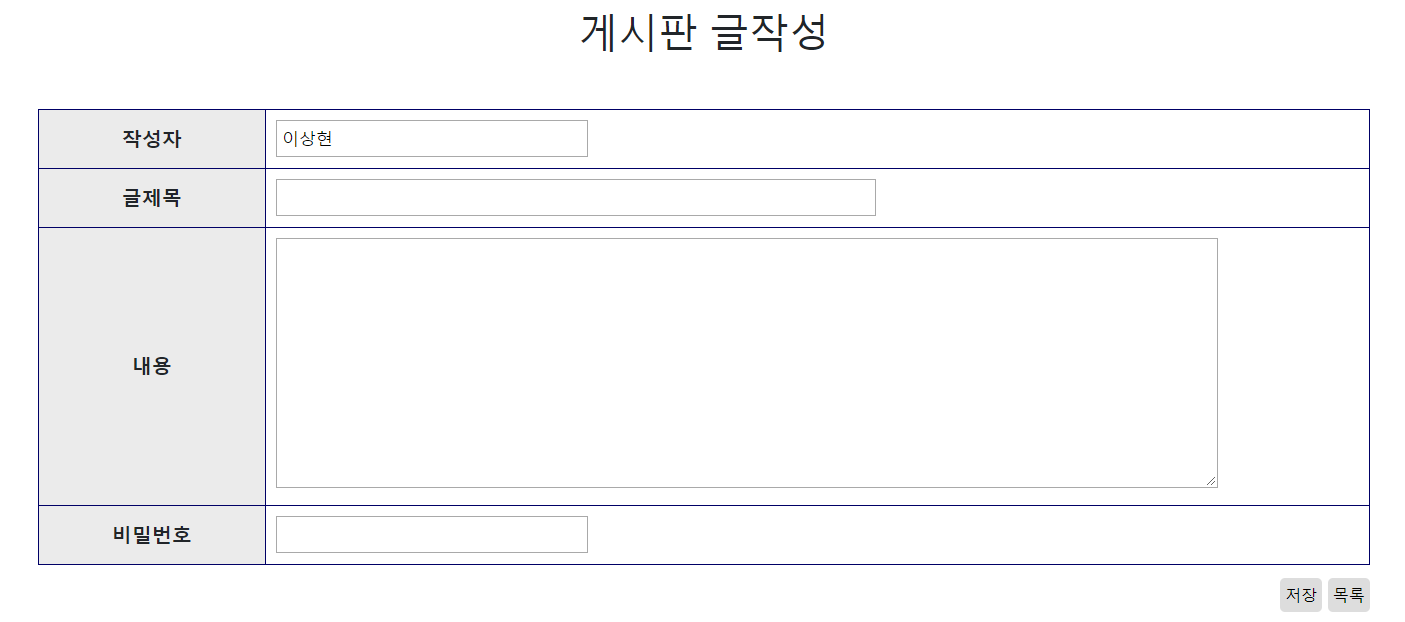 게시판 글작성
작성자 이상현
글제목
내용
비밀번호
저장 목록